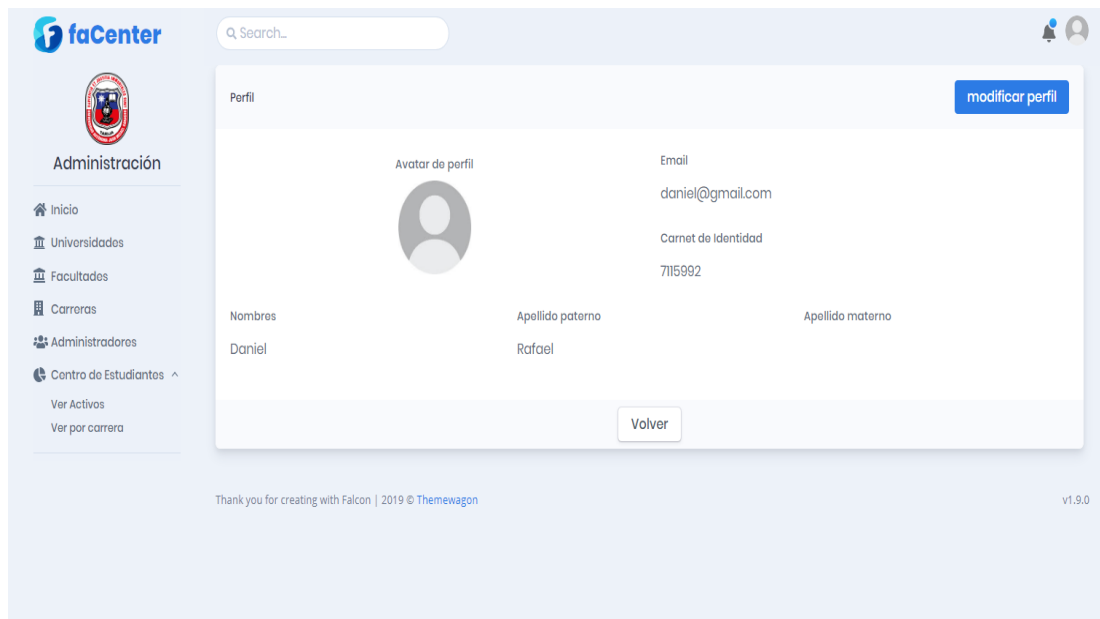 faCenter
Search...
Perfil
modificar perfil
TARIJA
Administración
Avatar de perfil
Email
daniel@gmail.com
Carnet de Identidad
7115992
Inicio
Universidades
Facultades
Carreras
Administradores
Centro de Estudiantes
Ver Activos
Ver por carrera
Nombres
Apellido paterno
Apellido materno
Daniel
Rafael
Volver
Thank you for creating with Falcon | 2019 © Themewagon
v1.9.0